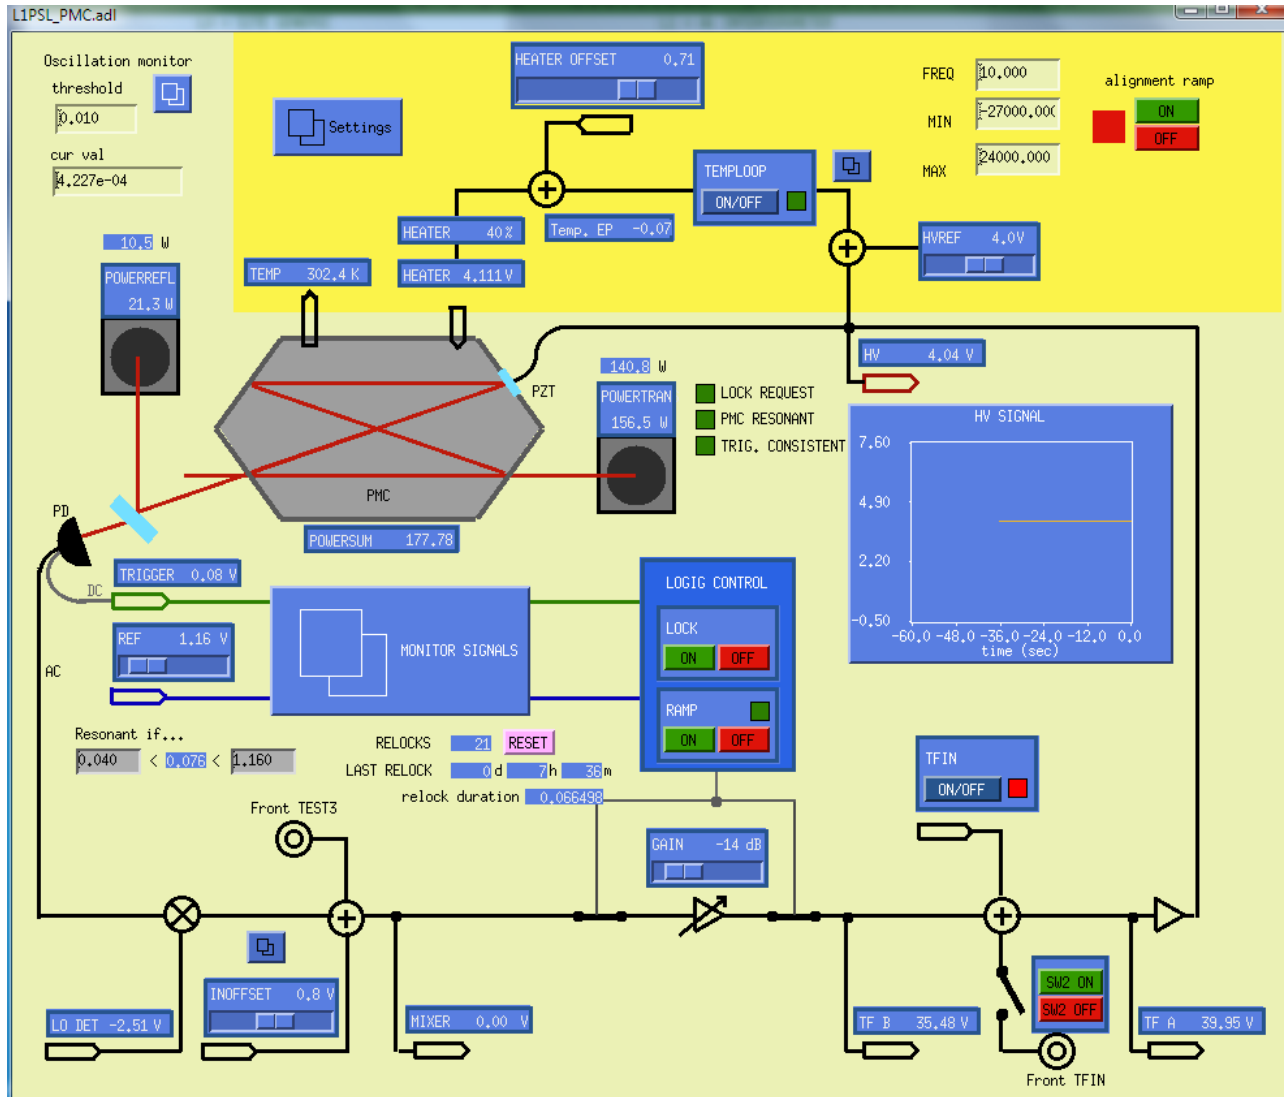 L1PSL_PMC.adl
Oscillation monitor
threshold
0.010
cur val
4.227e-04
Settings
HEATER OFFSET 0.71
FREQ 10.000
MIN -27000.00
MAX 24000.000
alignment ramp
ON
OFF
TEMPLOOP
ON/OFF
HEATER 40%
Temp. EP -0.07
HVREF 4.0V
TEMP 302.4 K
HEATER 4.111V
10.5 W
POWERREFL
21.3 W
HV 4.04 V
PZT
140.8 W
POWERTRAN
156.5 W
LOCK REQUEST
PMC RESONANT
TRIG. CONSISTENT
HV SIGNAL
7.60
4.90
2.20
-0.50
-60.0 -48.0 -36.0 -24.0 -12.0 0.0
time (sec)
PMC
PD
POWERSUM 177.78
TRIGGER 0.08 V
DC
REF 1.16 V
AC
MONITOR SIGNALS
LOGIG CONTROL
LOCK
ON OFF
RAMP
ON OFF
Resonant if...
0.040 < 0.076 < 1.160
RELOCKS 21 RESET
LAST RELOCK 0 d 7h 36m
relock duration 0.066498
Front TEST3
GAIN -14 dB
TFIN
ON/OFF
INOFFSET 0.8 V
LO DET -2.51 V
MIXER 0.00 V
TF B 35.48 V
SW2 ON
SW2 OFF
TF A 39.95 V
Front TFIN